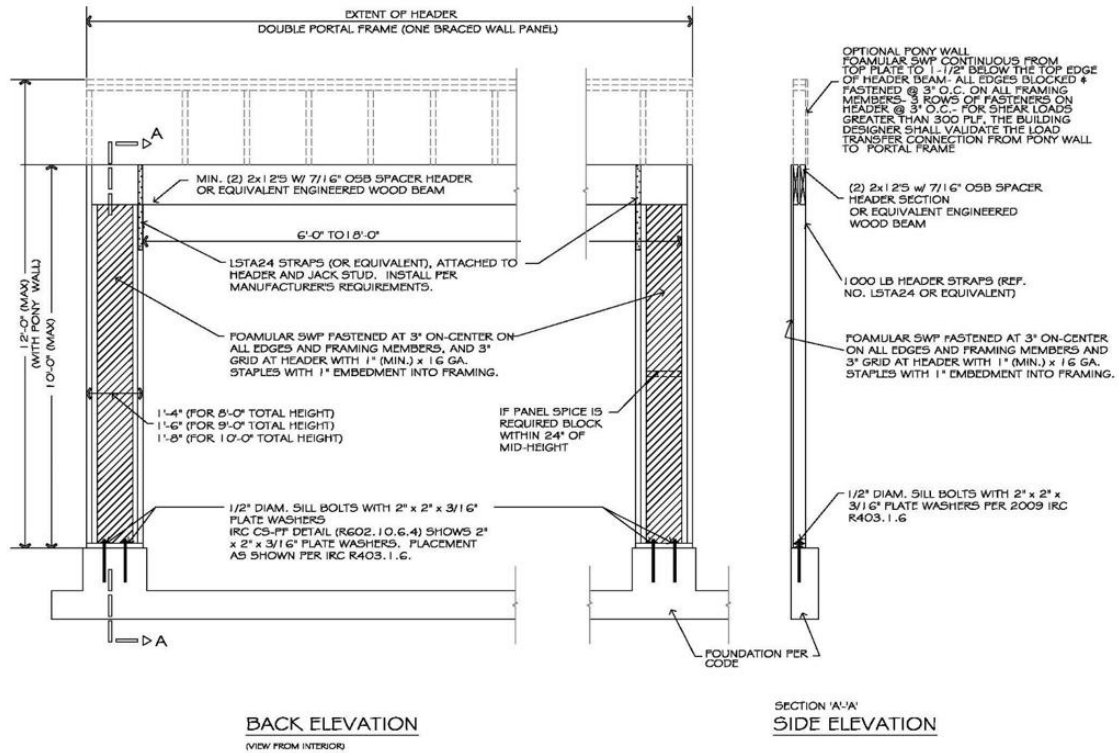 EXTENT OF HEADER
DOUBLE PORTAL FRAME (ONE BRACED WALL PANEL)
OPTIONAL PONY WALL
FOAMULAR SWP CONTINUOUS FROM
TOP PLATE TO 1-1/2" BELOW THE TOP EDGE
OF HEADER BEAM- ALL EDGES BLOCKED &
FASTENED @ 3" O.C. ON ALL FRAMING
MEMBERS- 3 ROWS OF FASTENERS ON
HEADER @ 3" O.C.- FOR SHEAR LOADS
GREATER THAN 300 PLF, THE BUILDING
DESIGNER SHALL VALIDATE THE LOAD
TRANSFER CONNECTION FROM PONY WALL
TO PORTAL FRAME
A
MIN. (2) 2x12'S W/ 7/16" OSB SPACER HEADER
OR EQUIVALENT ENGINEERED WOOD BEAM
(2) 2x12'S w/ 7/16" OSB SPACER
HEADER SECTION
OR EQUIVALENT ENGINEERED
WOOD BEAM
6'-0" TO 18'-0"
LSTA24 STRAPS (OR EQUIVALENT), ATTACHED TO
HEADER AND JACK STUD. INSTALL PER
MANUFACTURER'S REQUIREMENTS.
1000 LB HEADER STRAPS (REF.
NO. LSTA24 OR EQUIVALENT)
12'-0" (MAX)
(WITH PONY WALL)
10'-0" (MAX)
FOAMULAR SWP FASTENED AT 3" ON-CENTER ON
ALL EDGES AND FRAMING MEMBERS, AND 3"
GRID AT HEADER WITH 1" (MIN.) x 16 GA.
STAPLES WITH 1" EMBEDMENT INTO FRAMING.
FOAMULAR SWP FASTENED AT 3" ON-CENTER
ON ALL EDGES AND FRAMING MEMBERS AND
3" GRID AT HEADER WITH 1" (MIN.) x 16 GA.
STAPLES WITH 1" EMBEDMENT INTO FRAMING.
1'-4" (FOR 8'-0" TOTAL HEIGHT)
1'-6" (FOR 9'-0" TOTAL HEIGHT)
1'-8" (FOR 10'-0" TOTAL HEIGHT)
IF PANEL SPICE IS
REQUIRED BLOCK
WITHIN 24" OF
MID-HEIGHT
1/2" DIAM. SILL BOLTS WITH 2" x 2" x 3/16"
PLATE WASHERS
IRC CS-PF DETAIL (R602.10.6.4) SHOWS 2"
x 2" x 3/16" PLATE WASHERS. PLACEMENT
AS SHOWN PER IRC R403.1.6.
1/2" DIAM. SILL BOLTS WITH 2" x 2" x
3/16" PLATE WASHERS PER 2009 IRC
R403.1.6
A
FOUNDATION PER
CODE
BACK ELEVATION
(VIEW FROM INTERIOR)
SECTION 'A'-'A'
SIDE ELEVATION